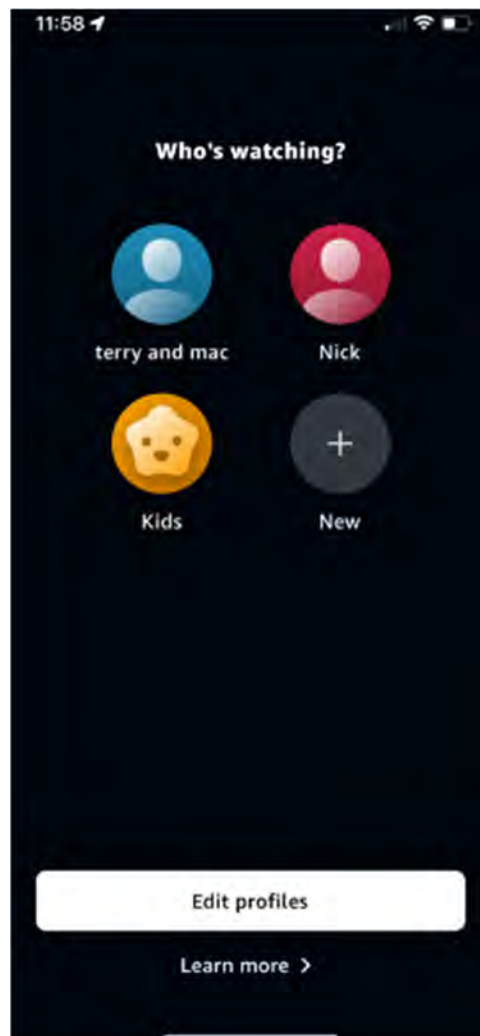 11:58
Who's watching?
terry and mac
Nick
Kids
New
Edit profiles
Learn more